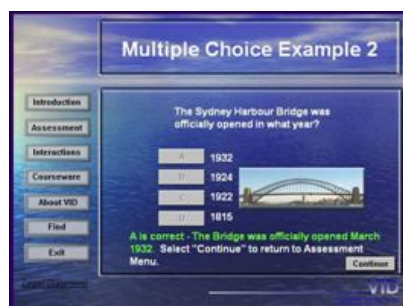 Multiple Choice Example 2
Introduction
Assessment
Interactions
Courseware
About VID
Find
Exit
The Sydney Harbour Bridge was
officially opened in what year?
A 1932
B 1924
C 1922
D 1815
A is correct - The Bridge was officially opened March
1932. Select "Continue" to return to Assessment
Menu.
Continue
VID